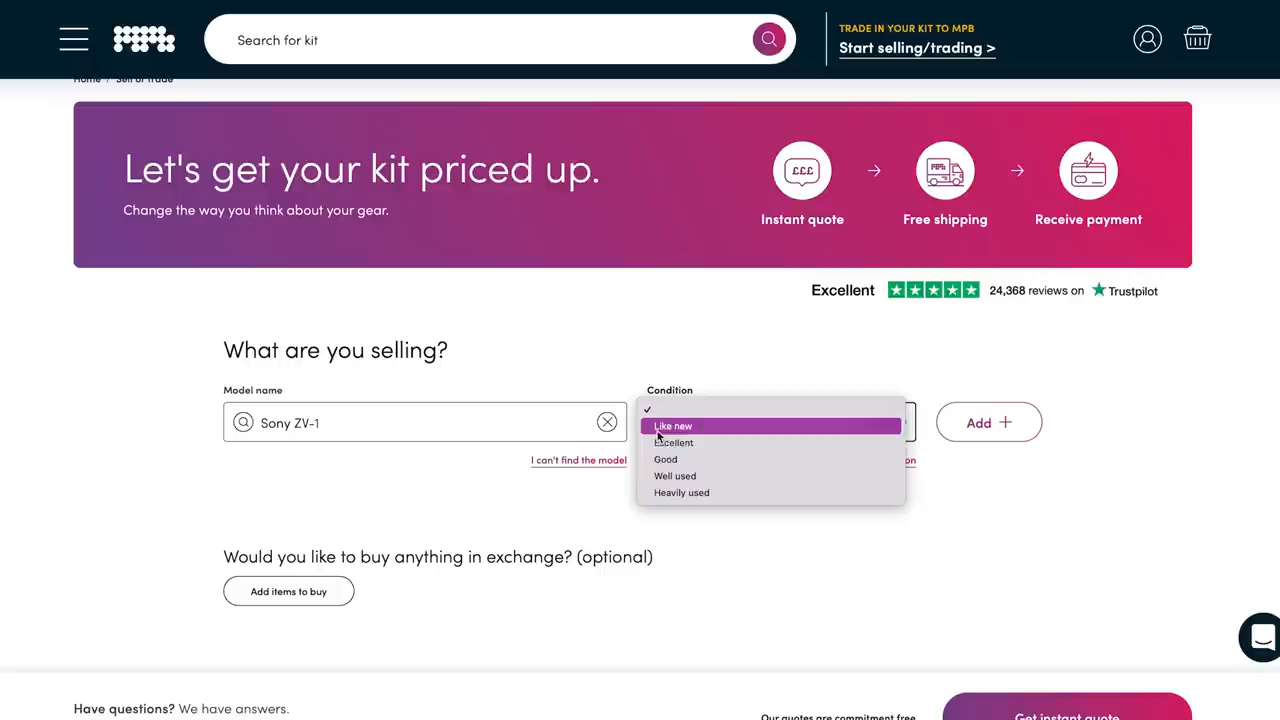 mpb
Search for kit
TRADE IN YOUR KIT TO MPB
Start selling/trading >
Home / Sell or Trade
Let's get your kit priced up.
Change the way you think about your gear.
£££
Instant quote
Free shipping
Receive payment
Excellent
24,368 reviews on Trustpilot
What are you selling?
Model name
Condition
Sony ZV-1
Like new
Excellent
Good
Well used
Heavily used
Add
I can't find the model
on
Would you like to buy anything in exchange? (optional)
Add items to buy
Have questions? We have answers.
Our quotes are commitment free
Get instant quote